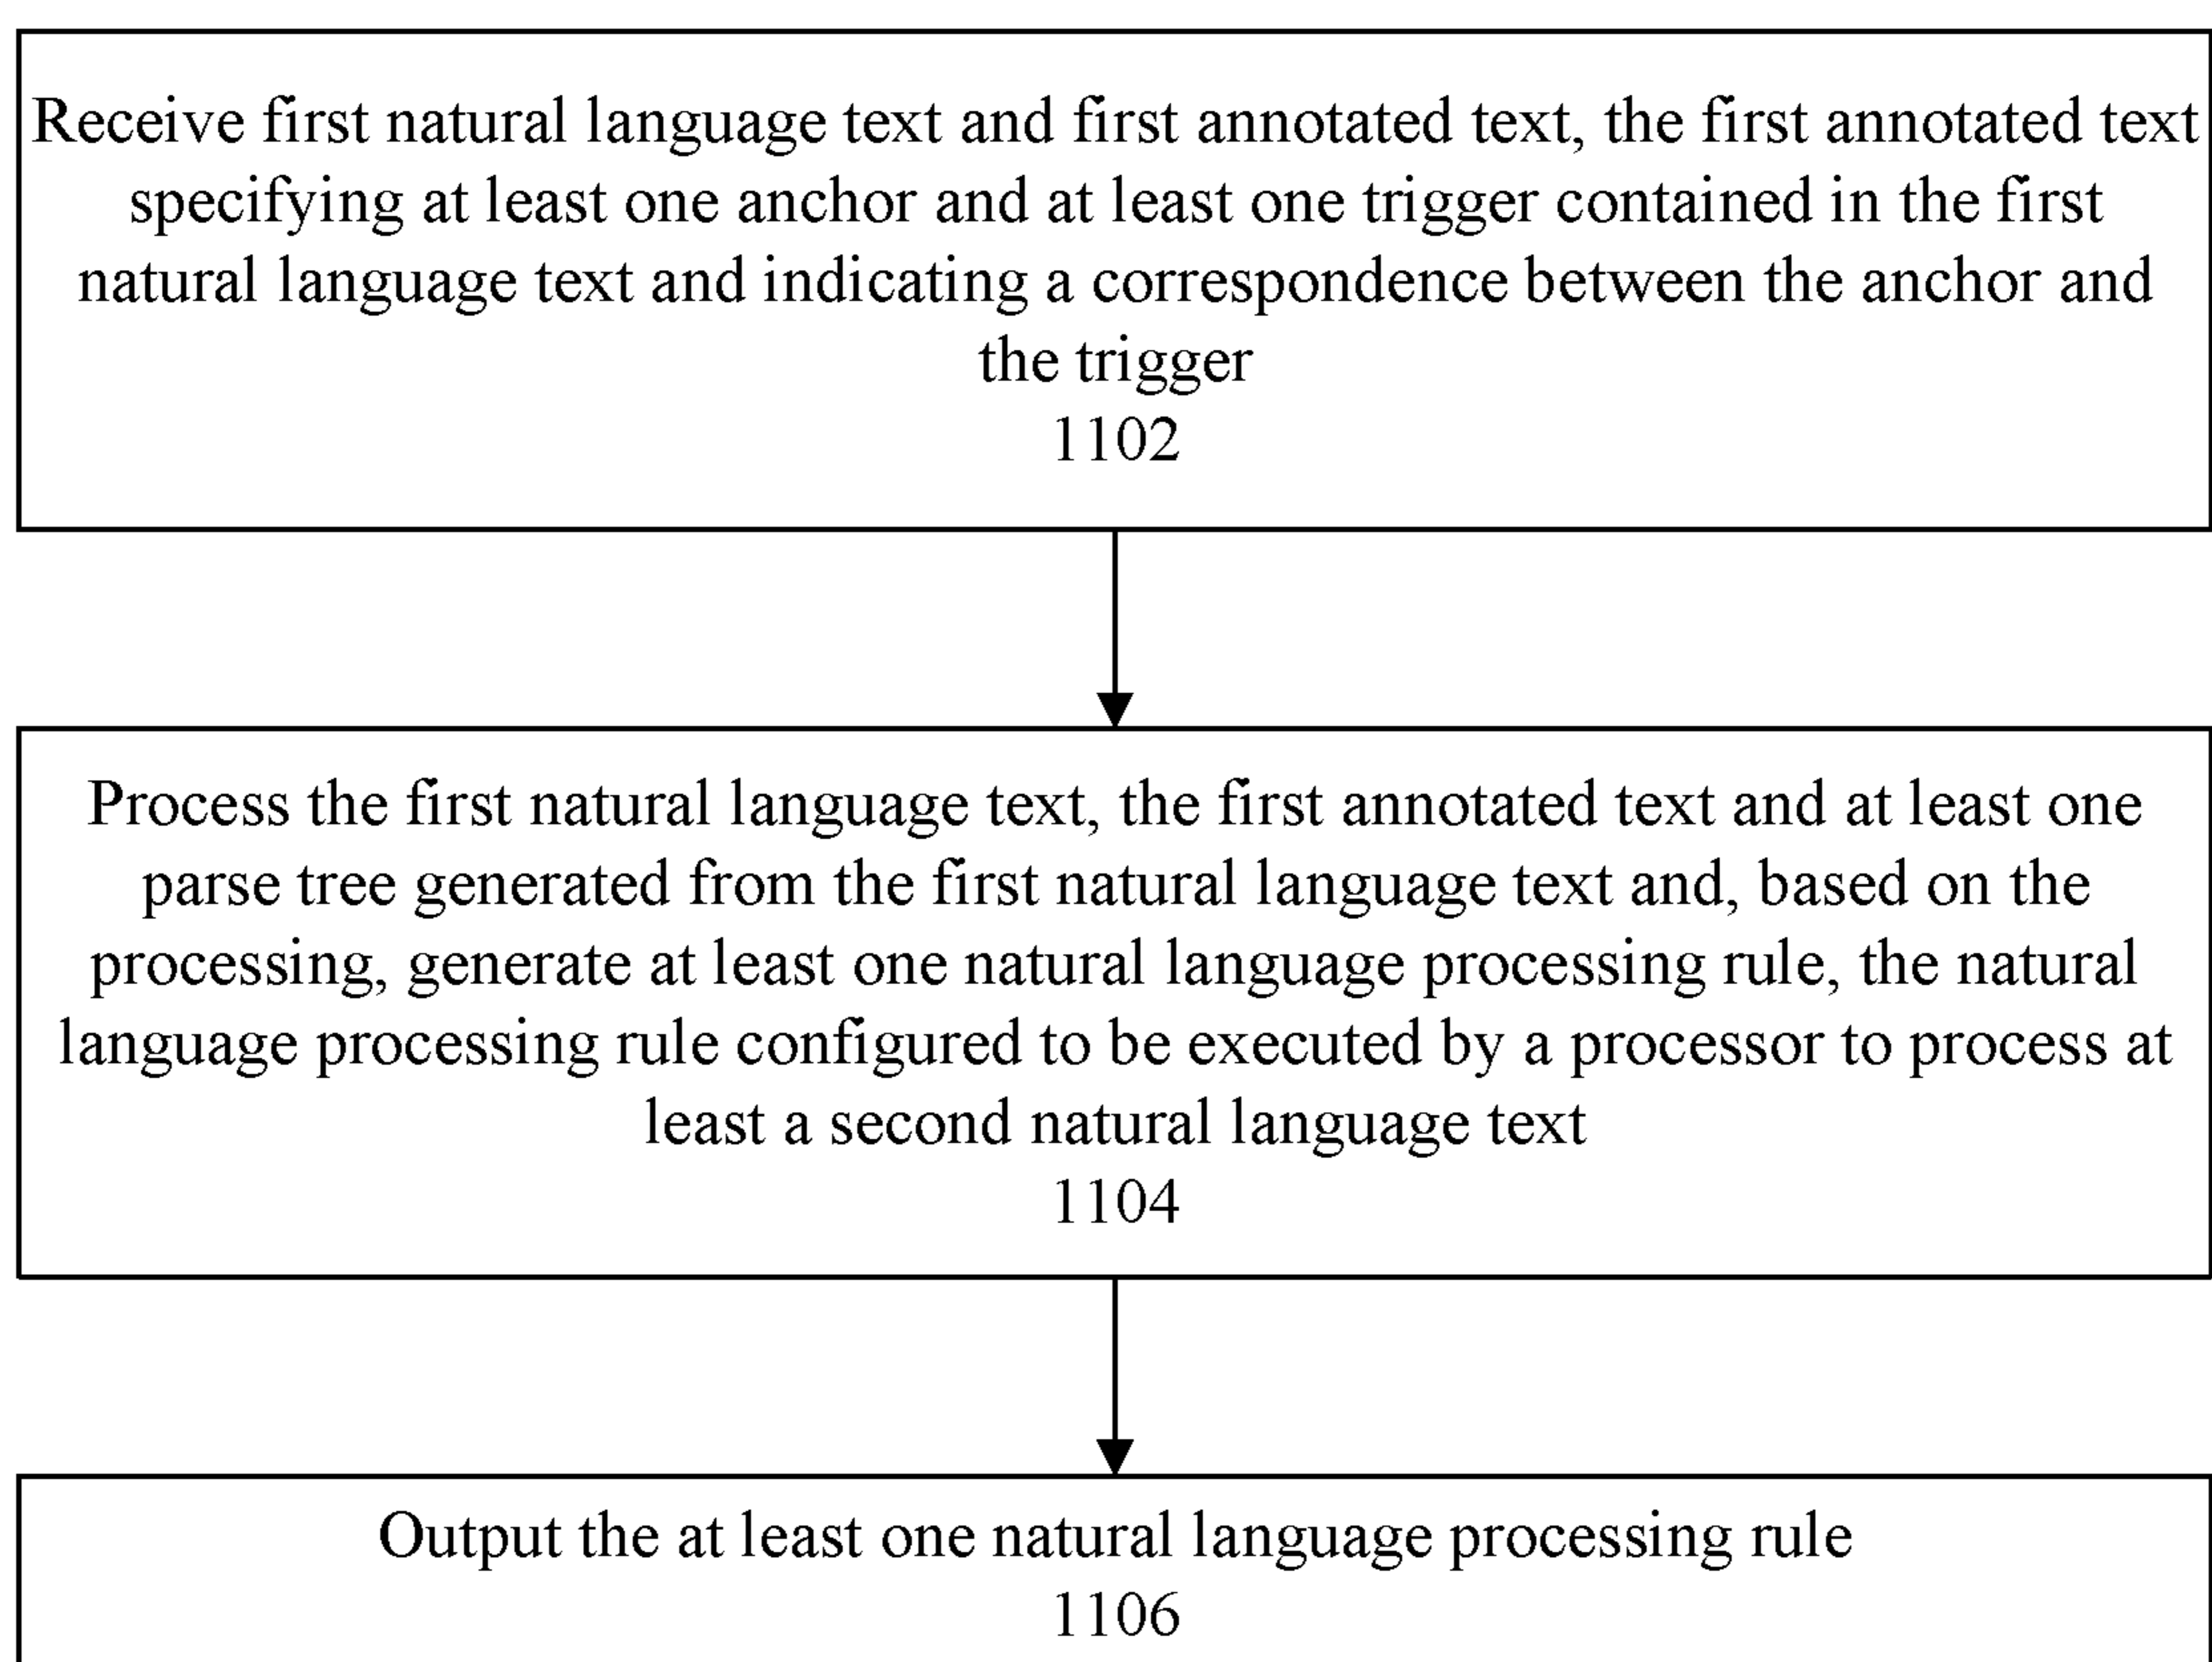 Receive first natural language text and first annotated text, the first annotated text
specifying at least one anchor and at least one trigger contained in the first
natural language text and indicating a correspondence between the anchor and
the trigger
1102
Process the first natural language text, the first annotated text and at least one
parse tree generated from the first natural language text and, based on the
processing, generate at least one natural language processing rule, the natural
language processing rule configured to be executed by a processor to process at
least a second natural language text
1104
Output the at least one natural language processing rule
1106